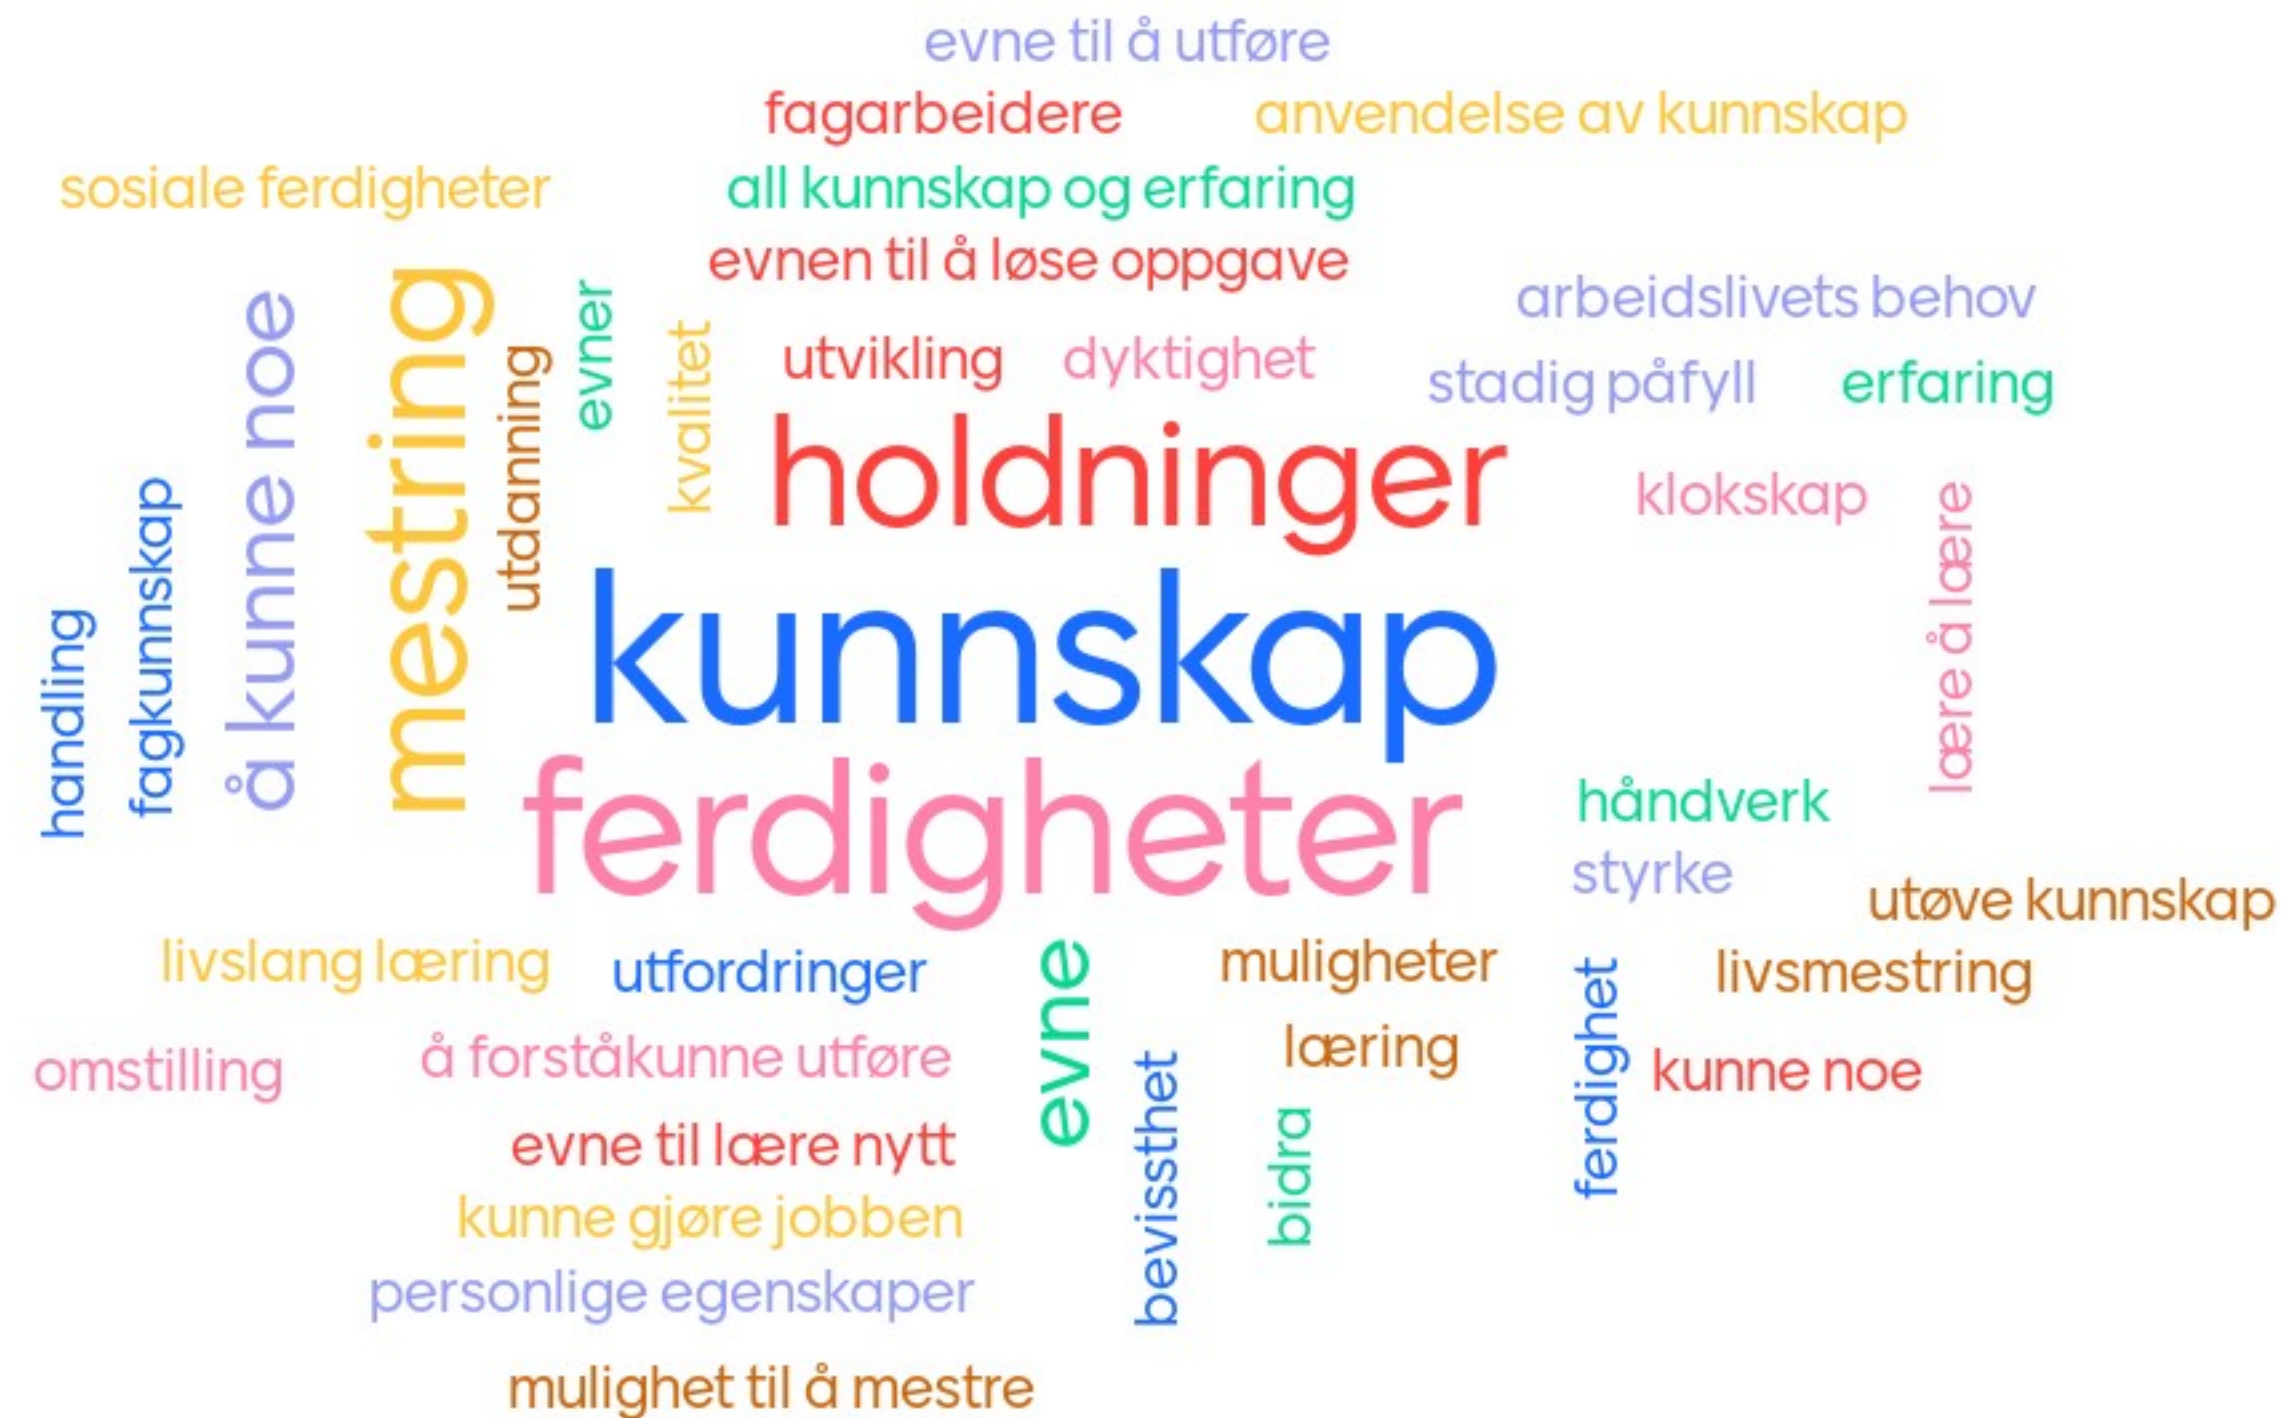 evne til å utføre
fagarbeidere
anvendelse av kunnskap
sosiale ferdigheter
all kunnskap og erfaring
evnen til å løse oppgave
arbeidslivets behov
utvikling
dyktighet
stadig påfyll
erfaring
handling
fagkunnskap
å kunne noe
mestring
utdanning
evner
kvalitet
holdninger
klokskap
lære å lære
kunnskap
ferdigheter
håndverk
styrke
utøve kunnskap
livslang læring
utfordringer
evne
muligheter
ferdighet
livsmestring
omstilling
å forståkunne utføre
læring
kunne noe
bevissthet
bidra
evne til lære nytt
kunne gjøre jobben
personlige egenskaper
mulighet til å mestre